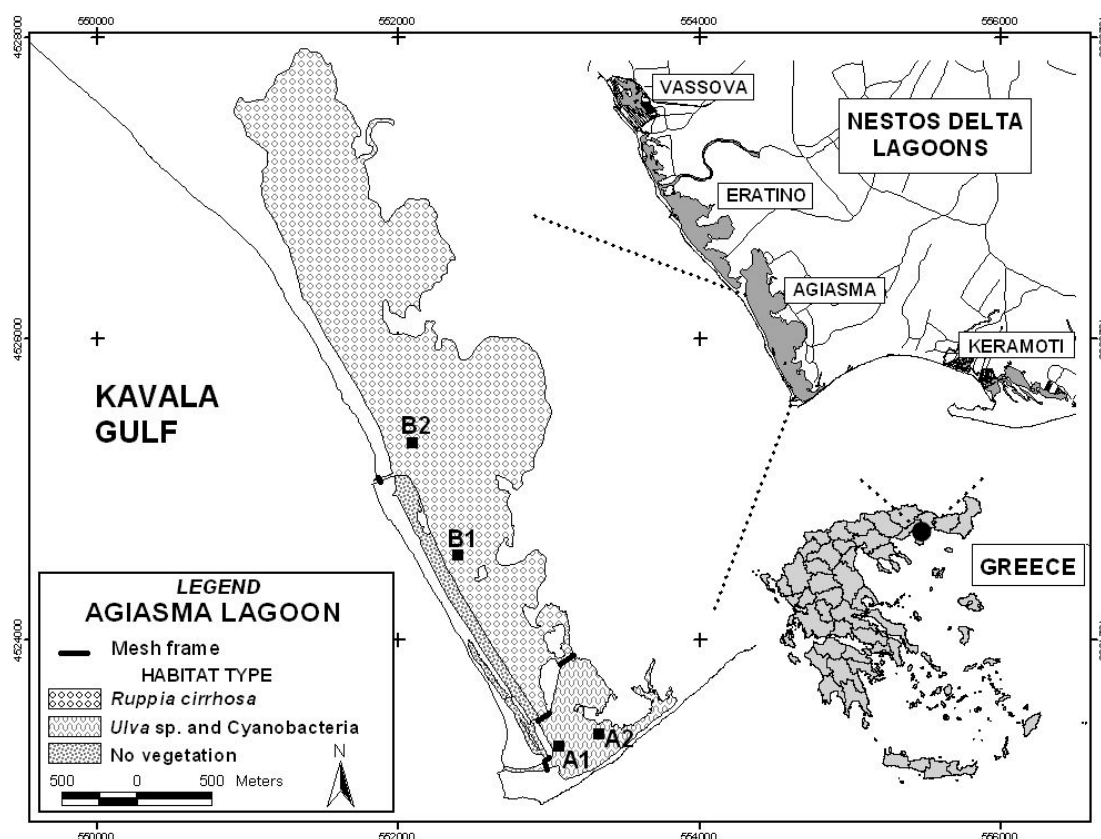 550000 552000 554000 556000
4528000
VASSOVA
NESTOS DELTA
LAGOONS
ERATINO
AGIASMA
4526000
KERAMOTI
KAVALA
GULF
B2
B1
GREECE
4524000
A2
A1
LEGEND
AGIASMA LAGOON
Mesh frame
HABITAT TYPE
Ruppia cirrhosa
Ulva sp. and Cyanobacteria
No vegetation
N
500 0 500 Meters
550000 552000 554000 556000